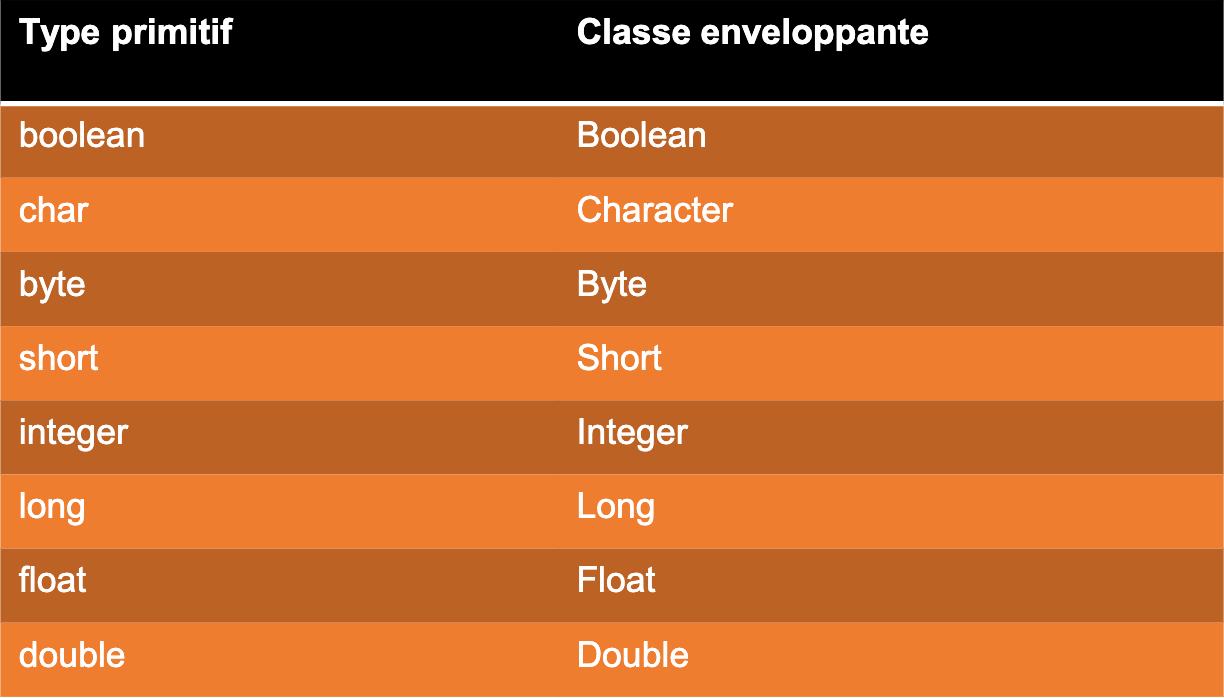 Type primitif Classe enveloppante
boolean Boolean
char Character
byte Byte
short Short
integer Integer
long Long
float Float
double Double